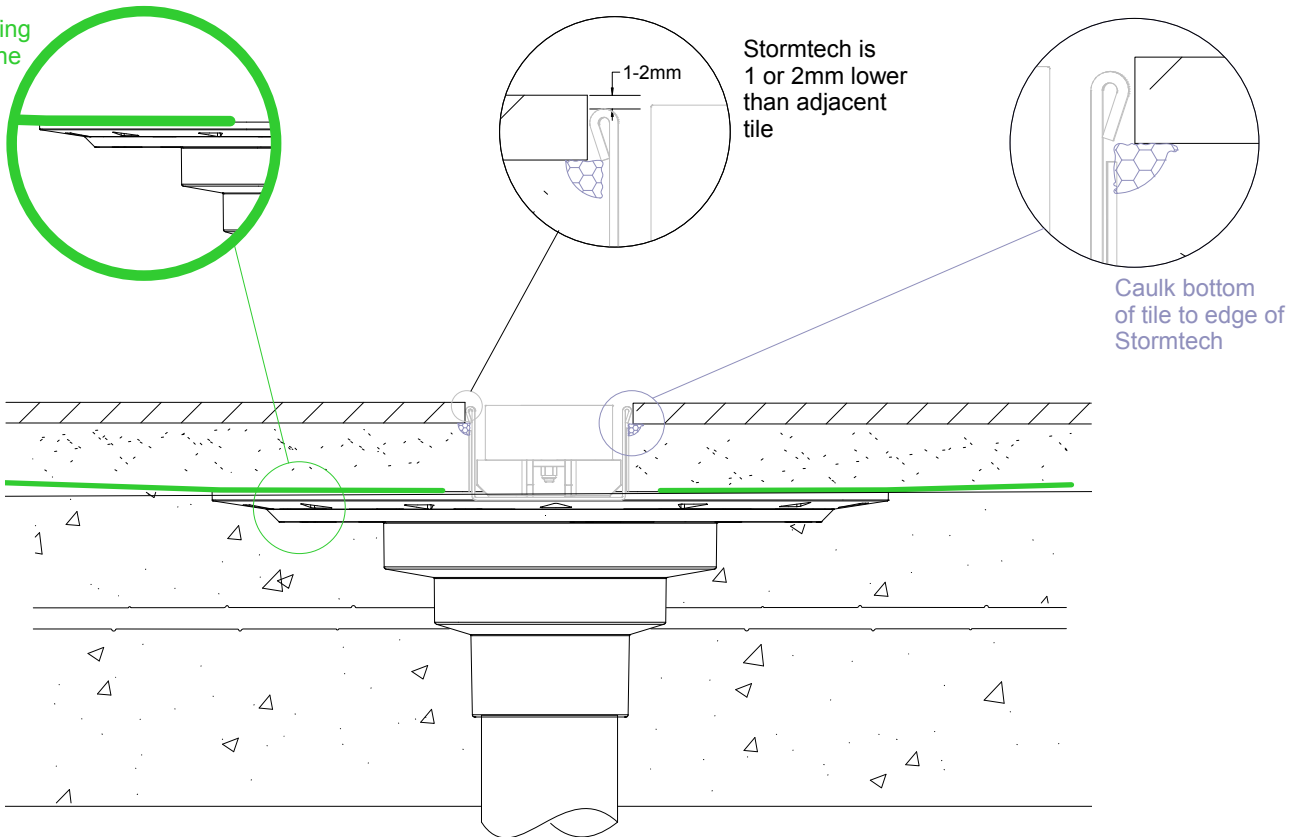 ing
ne
1-2mm
Stormtech is
1 or 2mm lower
than adjacent
tile
Caulk bottom
of tile to edge of
Stormtech